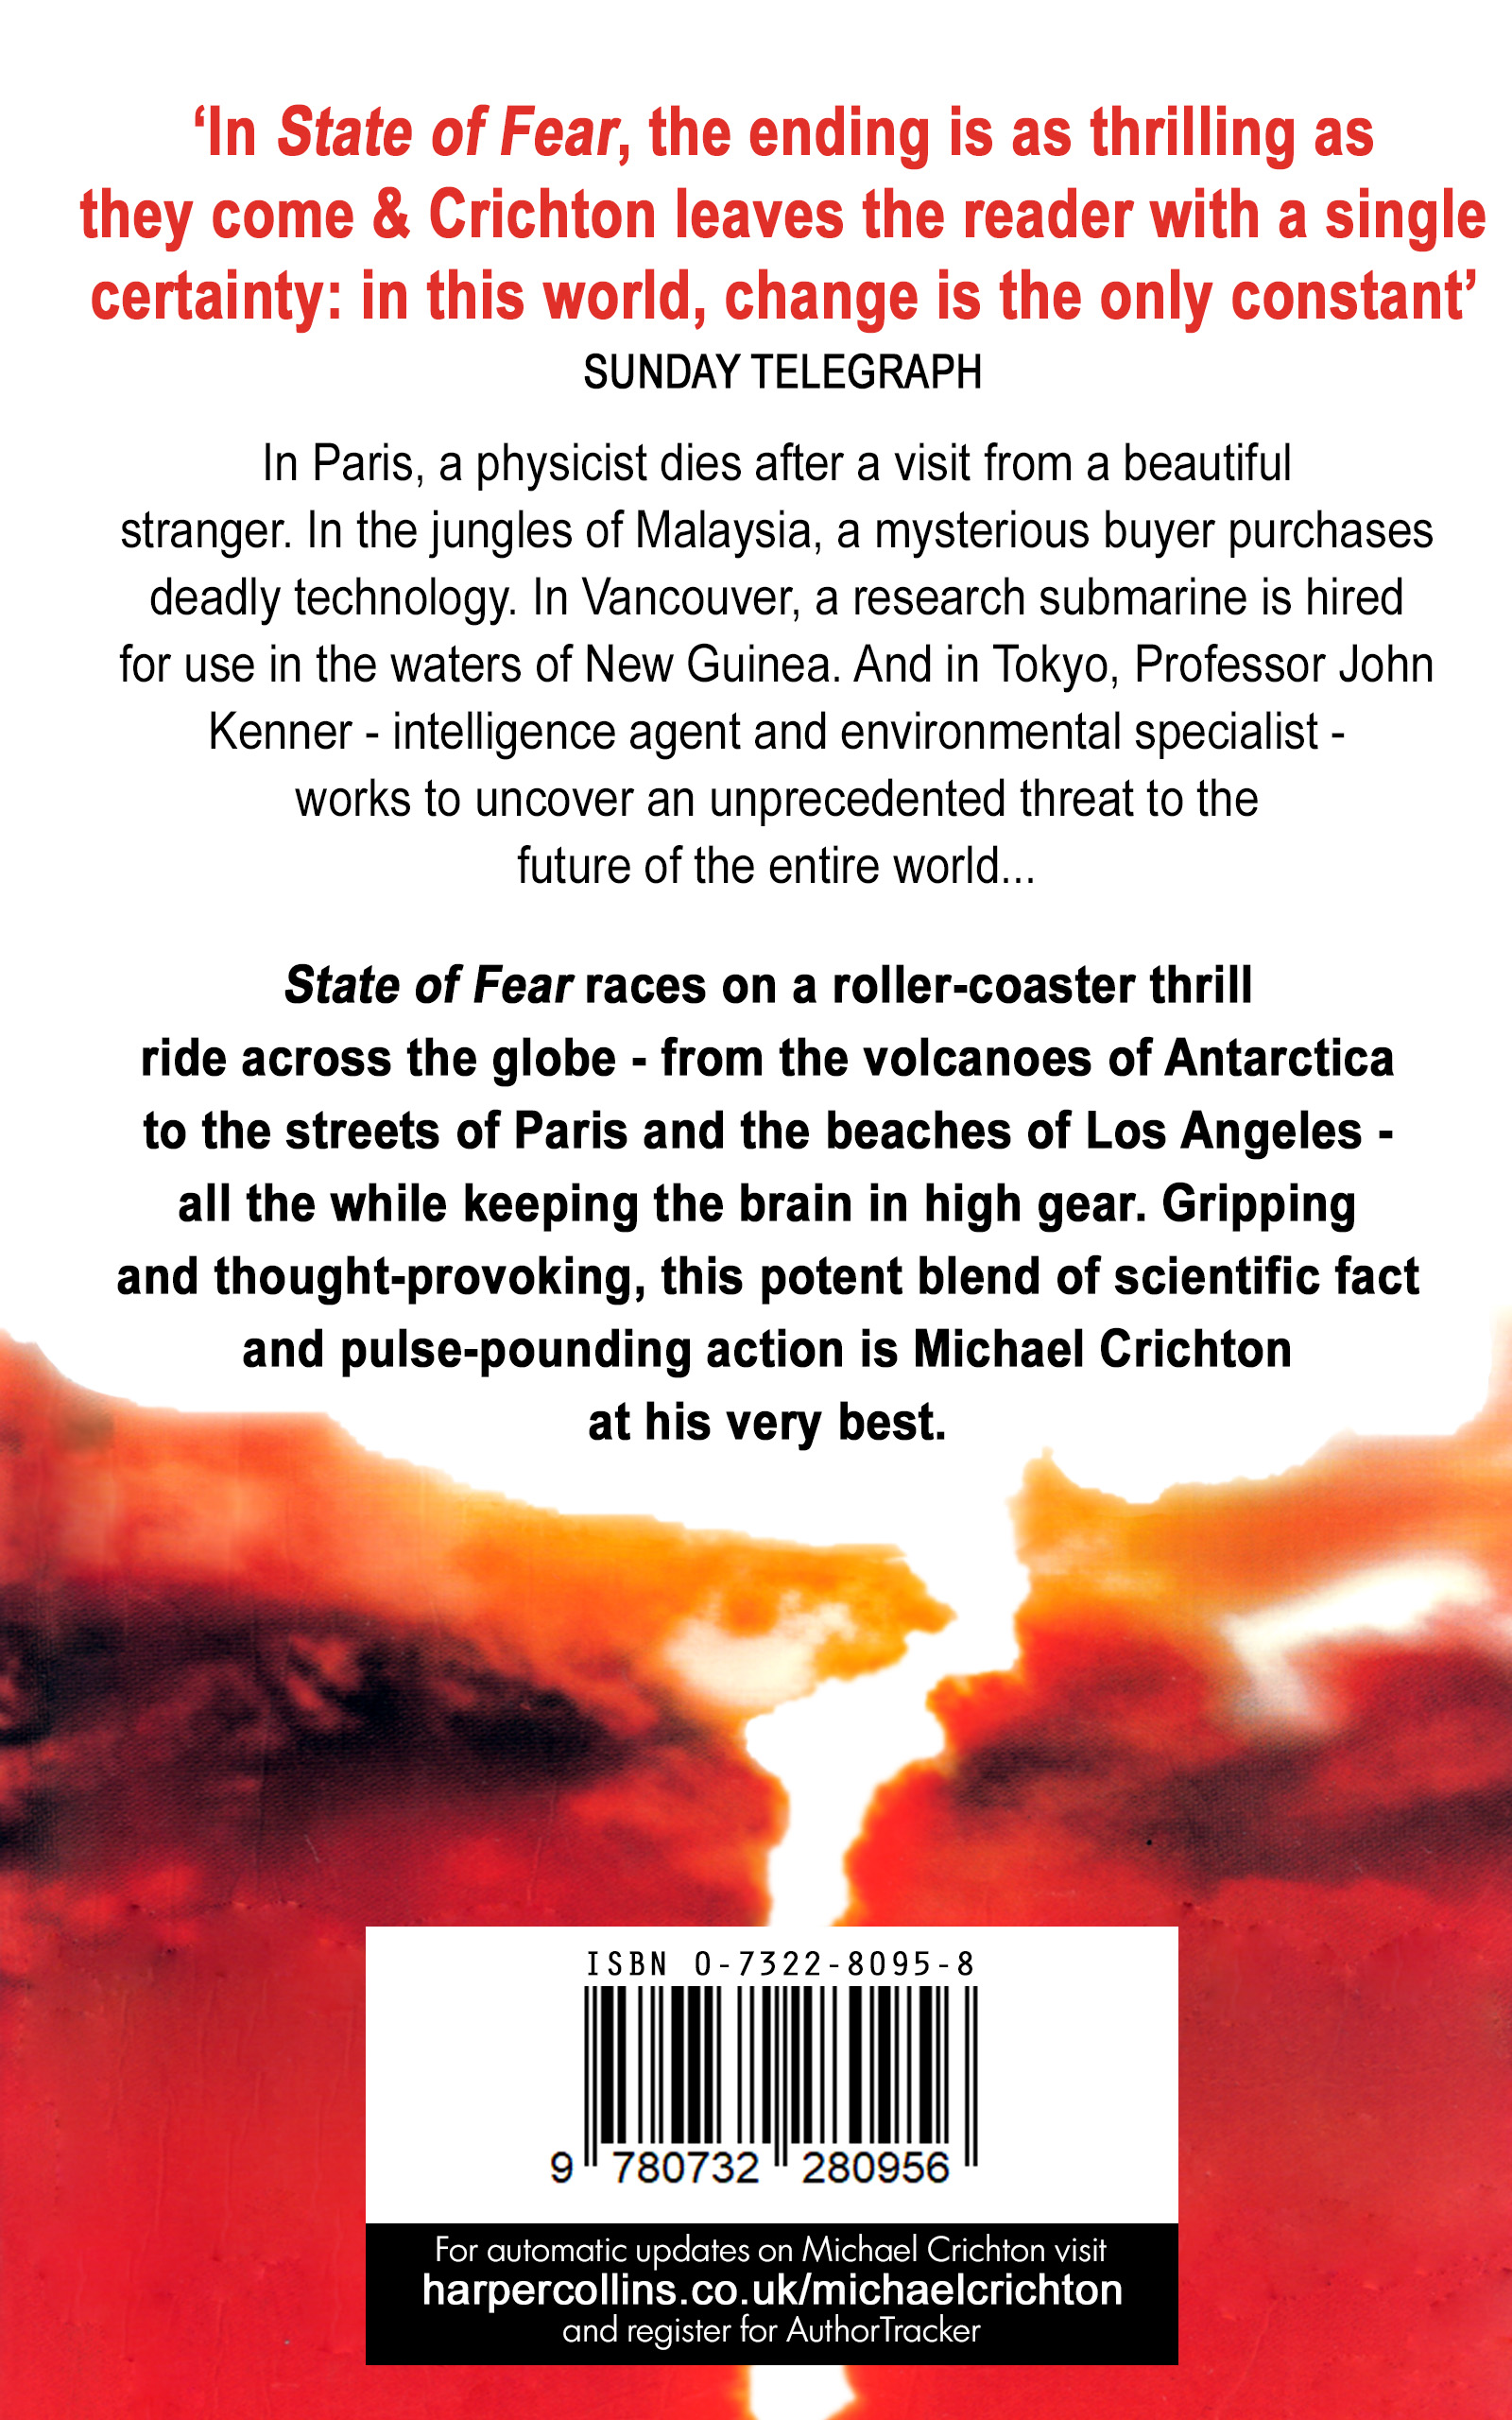 ‘In State of Fear, the ending is as thrilling as
they come & Crichton leaves the reader with a single
certainty: in this world, change is the only constant’
SUNDAY TELEGRAPH
In Paris, a physicist dies after a visit from a beautiful
stranger. In the jungles of Malaysia, a mysterious buyer purchases
deadly technology. In Vancouver, a research submarine is hired
for use in the waters of New Guinea. And in Tokyo, Professor John
Kenner - intelligence agent and environmental specialist -
works to uncover an unprecedented threat to the
future of the entire world...
State of Fear races on a roller-coaster thrill
ride across the globe - from the volcanoes of Antarctica
to the streets of Paris and the beaches of Los Angeles -
all the while keeping the brain in high gear. Gripping
and thought-provoking, this potent blend of scientific fact
and pulse-pounding action is Michael Crichton
at his very best.
ISBN 0-7322-8095-8
9 780732 280956
For automatic updates on Michael Crichton visit
harpercollins.co.uk/michaelcrichton
and register for AuthorTracker